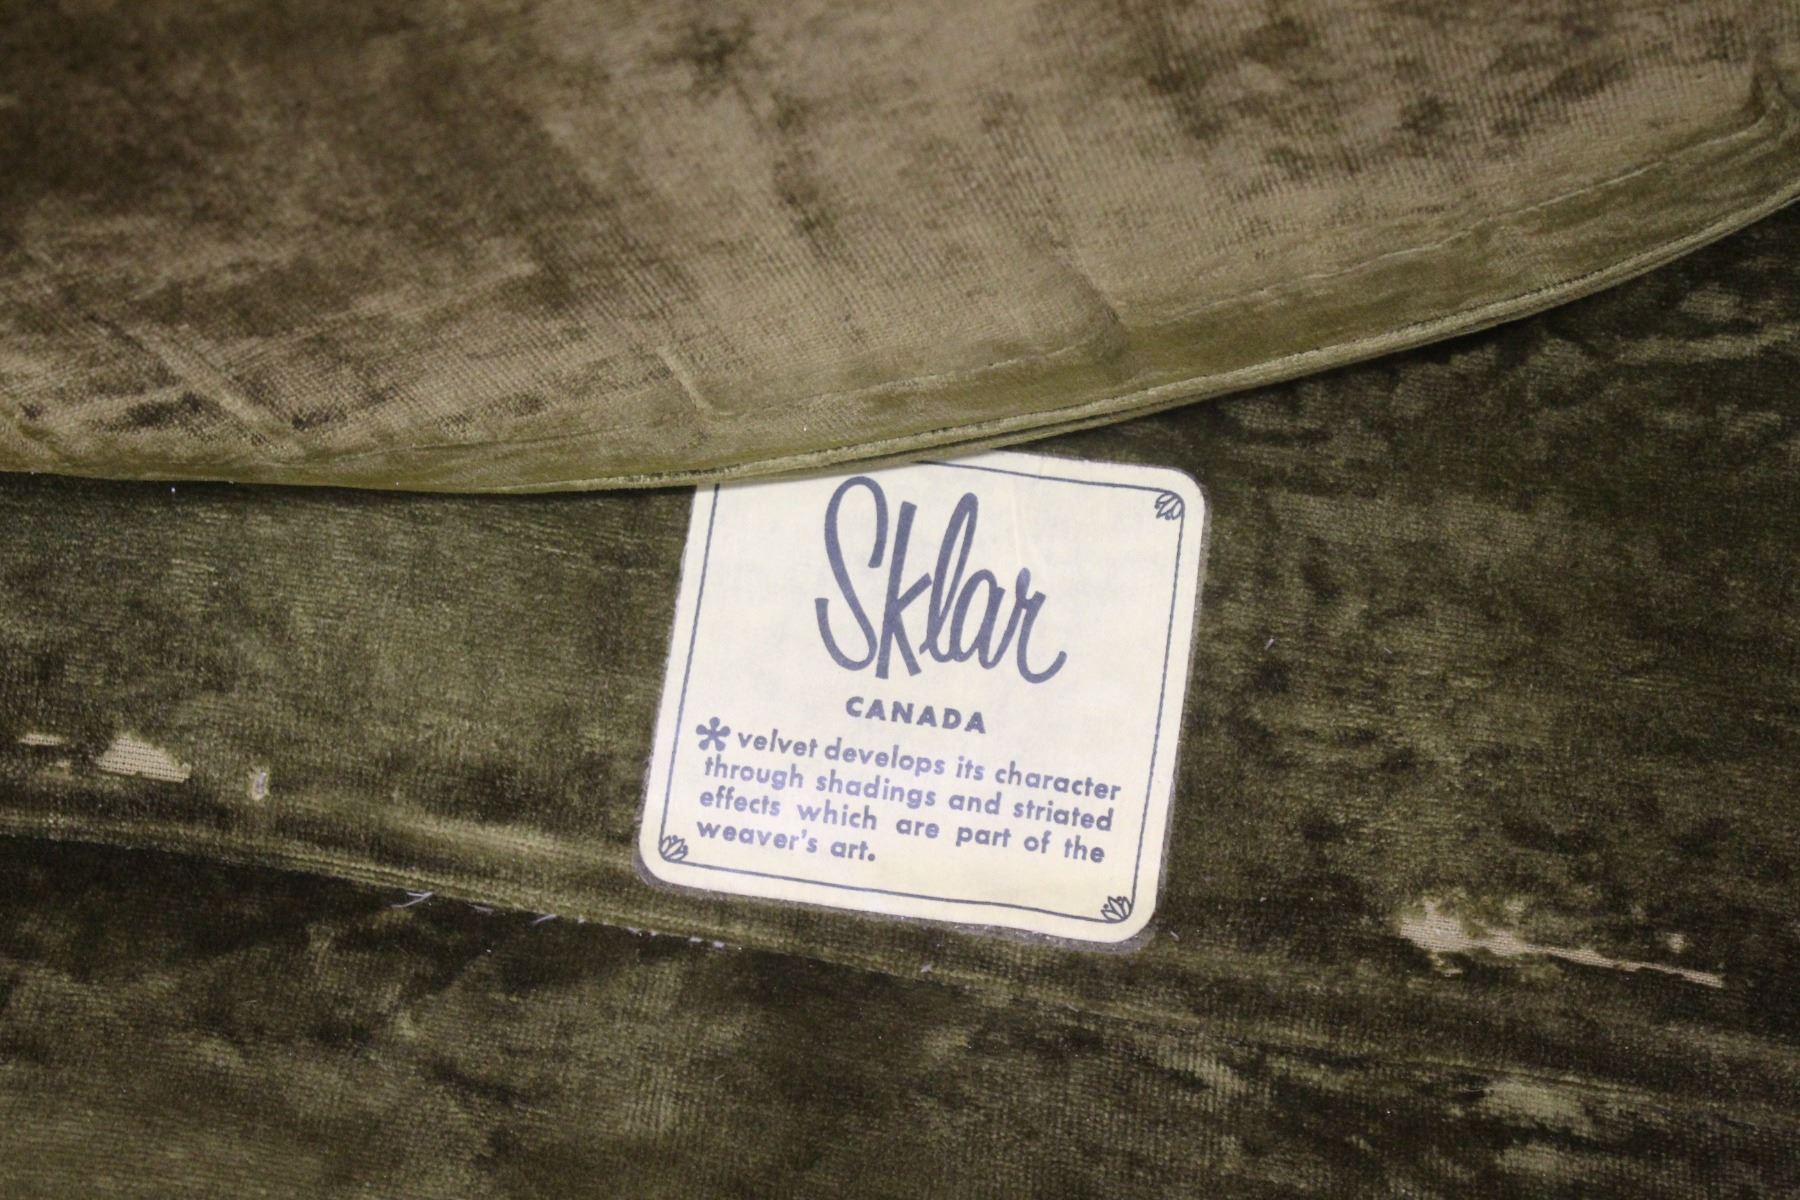 Sklar
CANADA
* velvet develops its character
through shadings and striated
effects which are part of the
weaver's art.